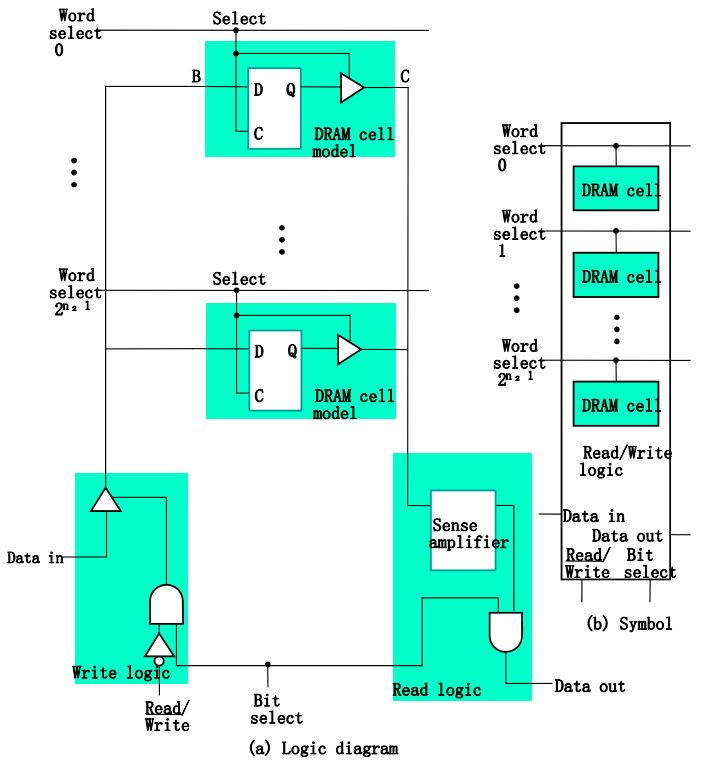 Word
select
0
Select
B
C
D
Q
C
DRAM cell
model
Word
select
2ⁿ² 1
Select
D
Q
C
DRAM cell
model
Data in
Write logic
Read/
Write
Bit
select
Sense
amplifier
Read logic
Data out
(a) Logic diagram
Word
select
0
DRAM cell
Word
select
1
DRAM cell
Word
select
2ⁿ² 1
DRAM cell
Read/Write
logic
Data in
Data out
Read/
Write
Bit
select
(b) Symbol